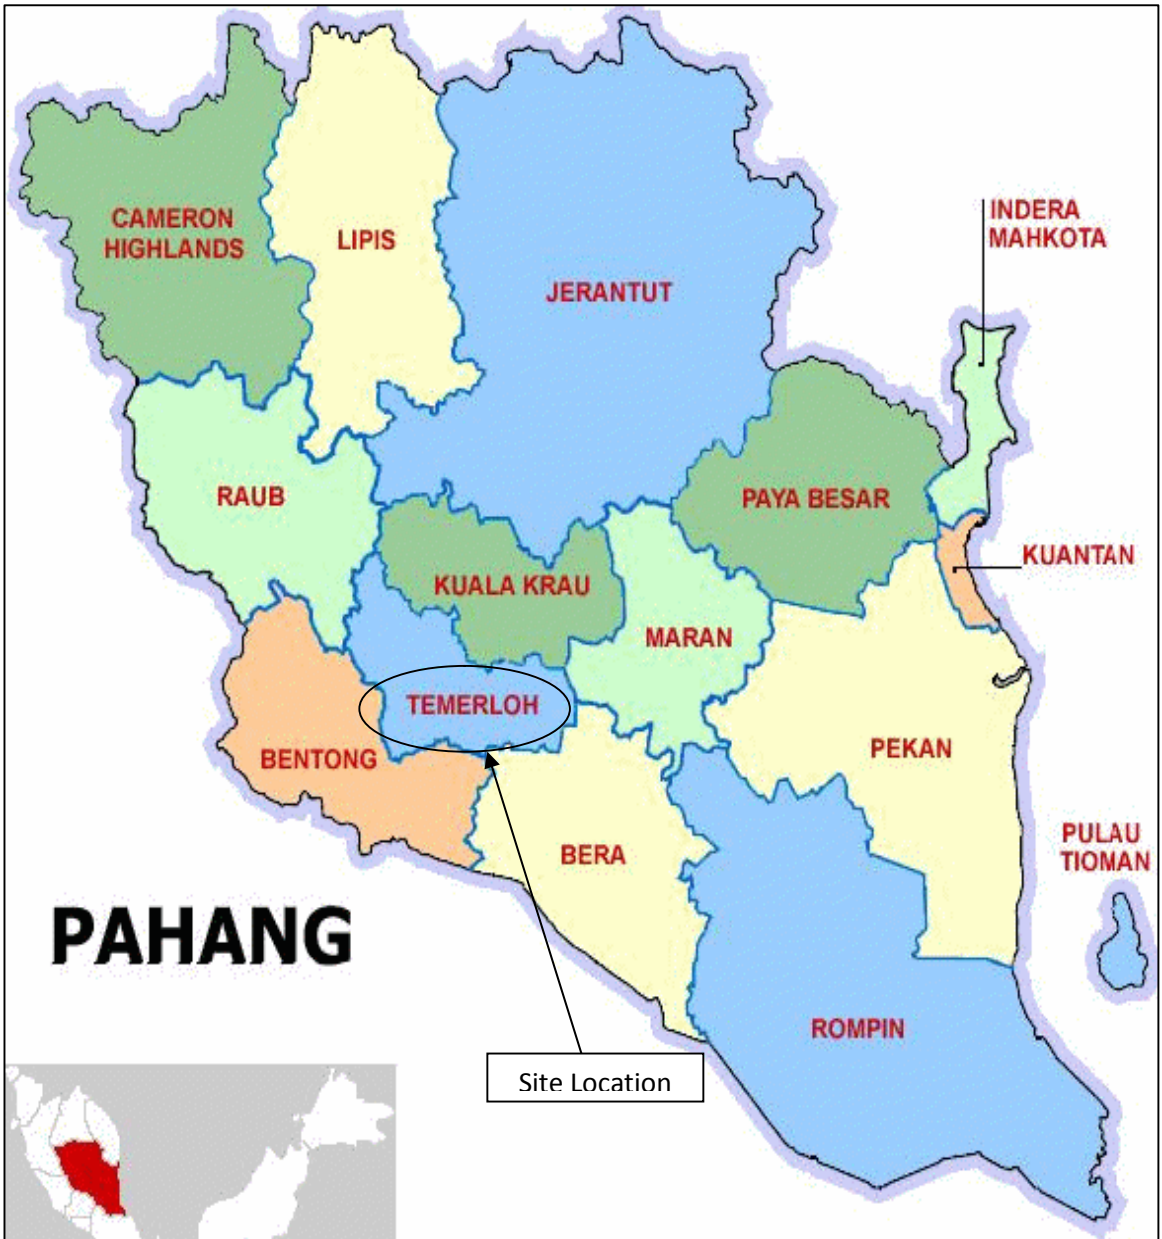 CAMERON
HIGHLANDS
LIPIS
JERANTUT
INDERA
MAHKOTA
RAUB
PAYA BESAR
KUANTAN
KUALA KRAU
MARAN
TEMERLOH
BENTONG
PEKAN
PULAU
TIOMAN
BERA
PAHANG
ROMPIN
Site Location